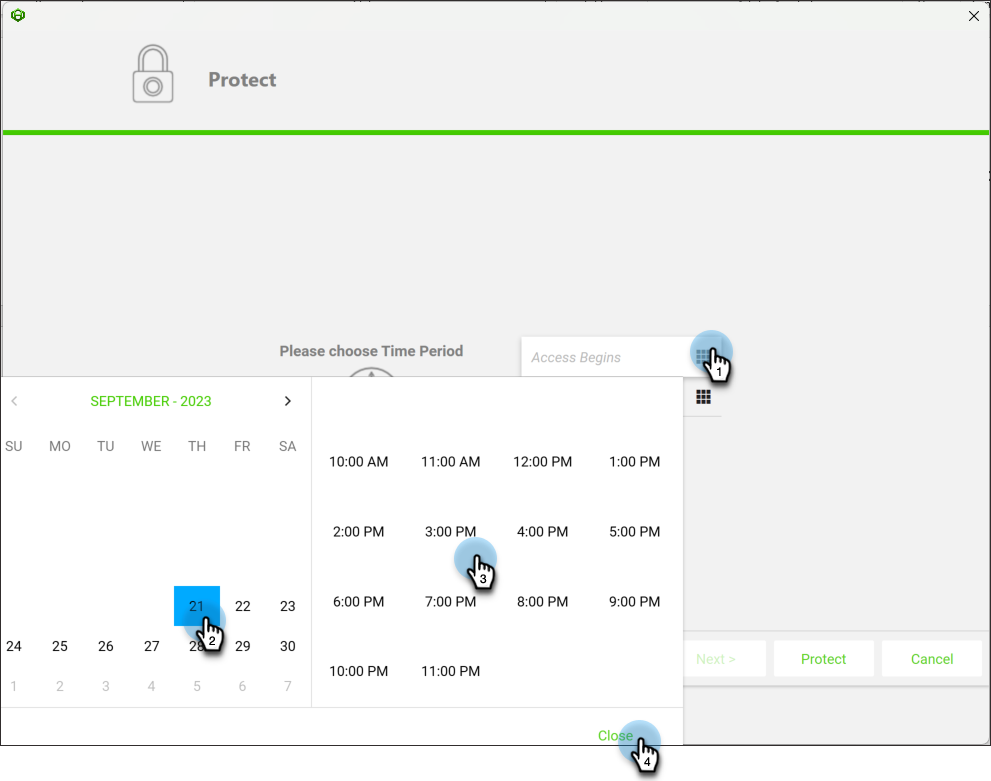 Protect
Please choose Time Period
Access Begins
1
SEPTEMBER - 2023
SU MO TU WE TH FR SA
21 22 23
2
24 25 26 27 28 29 30
1 2 3 4 5 6 7
10:00 AM 11:00 AM 12:00 PM 1:00 PM
2:00 PM 3:00 PM 4:00 PM 5:00 PM
3
6:00 PM 7:00 PM 8:00 PM 9:00 PM
10:00 PM 11:00 PM
Next > Protect Cancel
Close
4